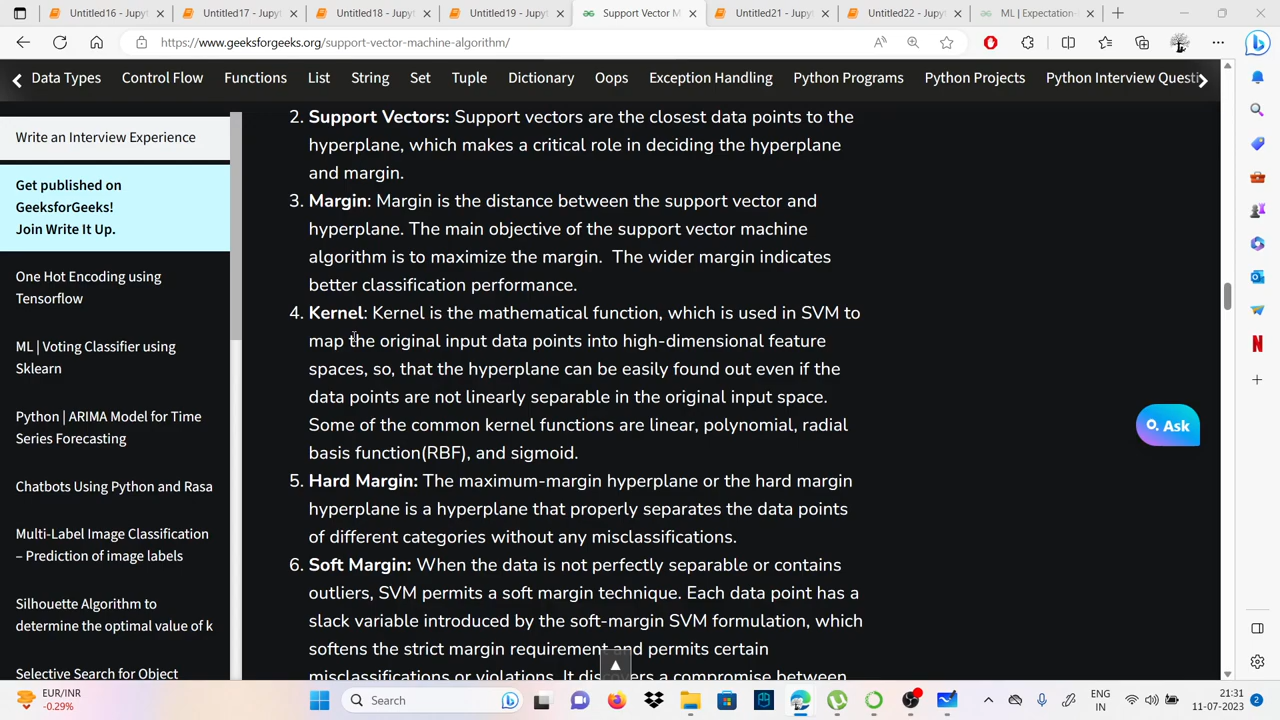 Untitled16 - Jupyt
Untitled17 - Jupyt
Untitled18 - Jupyt
Untitled19 - Jupyt
Support Vector M
Untitled21 - Jupyt
Untitled22 - Jupyt
ML | Expectation-
https://www.geeksforgeeks.org/support-vector-machine-algorithm/
Data Types Control Flow Functions List String Set Tuple Dictionary Oops Exception Handling Python Programs Python Projects Python Interview Questi
Write an Interview Experience
Get published on
GeeksforGeeks!
Join Write It Up.
One Hot Encoding using
Tensorflow
ML | Voting Classifier using
Sklearn
Python | ARIMA Model for Time
Series Forecasting
Chatbots Using Python and Rasa
Multi-Label Image Classification
– Prediction of image labels
Silhouette Algorithm to
determine the optimal value of k
Selective Search for Object
2. Support Vectors: Support vectors are the closest data points to the
hyperplane, which makes a critical role in deciding the hyperplane
and margin.
3. Margin: Margin is the distance between the support vector and
hyperplane. The main objective of the support vector machine
algorithm is to maximize the margin. The wider margin indicates
better classification performance.
4. Kernel: Kernel is the mathematical function, which is used in SVM to
map the original input data points into high-dimensional feature
spaces, so, that the hyperplane can be easily found out even if the
data points are not linearly separable in the original input space.
Some of the common kernel functions are linear, polynomial, radial
basis function(RBF), and sigmoid.
5. Hard Margin: The maximum-margin hyperplane or the hard margin
hyperplane is a hyperplane that properly separates the data points
of different categories without any misclassifications.
6. Soft Margin: When the data is not perfectly separable or contains
outliers, SVM permits a soft margin technique. Each data point has a
slack variable introduced by the soft-margin SVM formulation, which
softens the strict margin requirement and permits certain
misclassifications or violations. It discovers a compromise between
Ask
EUR/INR
-0.29%
Search
ENG
IN
21:31
11-07-2023
2